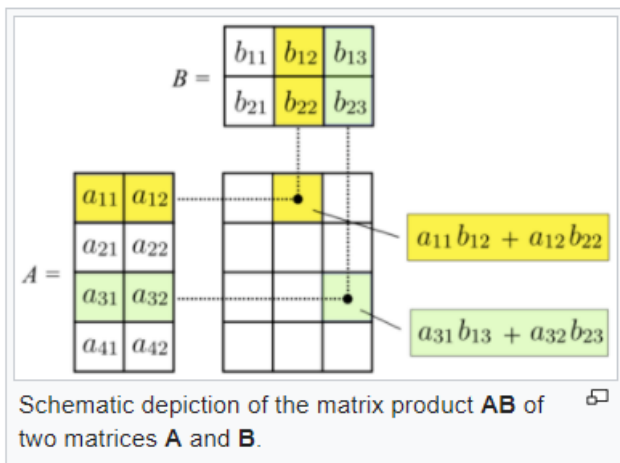 b11 b12 b13
B =
b21 b22 b23
a11 a12
a21 a22
a11b12 + a12b22
A =
a31 a32
a41 a42
a31b13 + a32b23
Schematic depiction of the matrix product AB of
two matrices A and B.